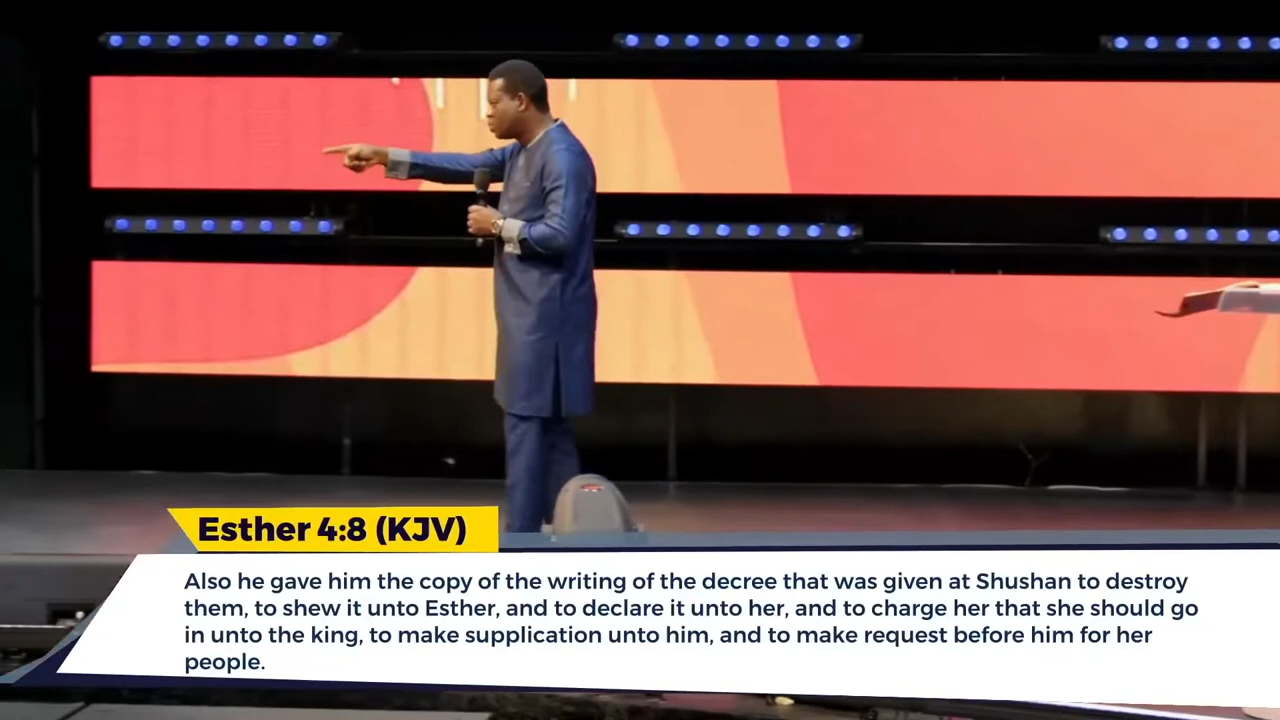 Esther 4:8 (KJV)
Also he gave him the copy of the writing of the decree that was given at Shushan to destroy
them, to shew it unto Esther, and to declare it unto her, and to charge her that she should go
in unto the king, to make supplication unto him, and to make request before him for her
people.